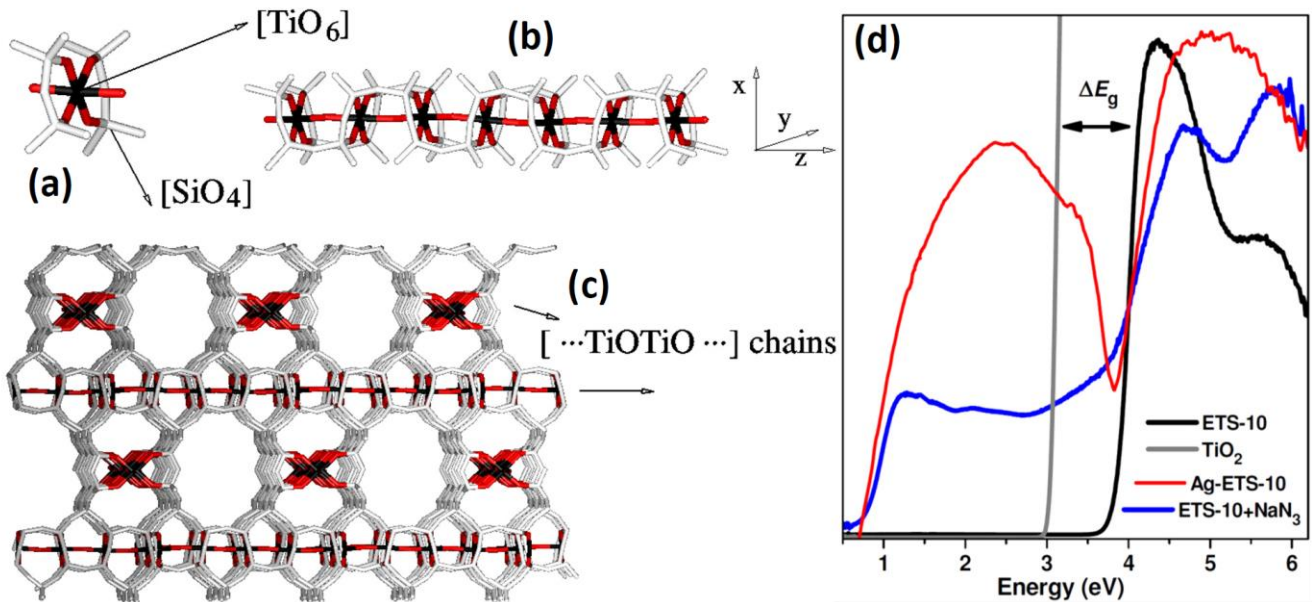 [TiO6]
(a)
[SiO4]
(b)
x
y
z
(c)
[ ···TiOTiO ···] chains
(d)
ΔEg
ETS-10
TiO2
Ag-ETS-10
ETS-10+NaN3
1 2 3 4 5 6
Energy (eV)